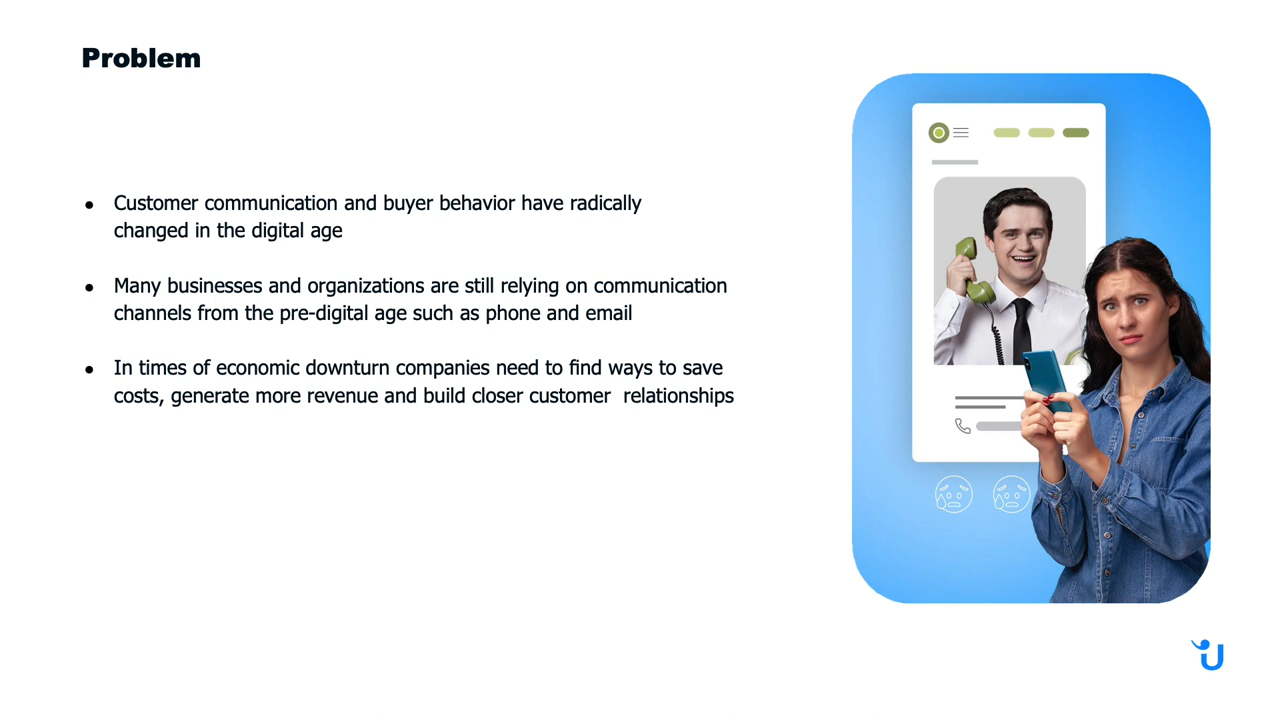 Problem
● Customer communication and buyer behavior have radically
changed in the digital age
● Many businesses and organizations are still relying on communication
channels from the pre-digital age such as phone and email
● In times of economic downturn companies need to find ways to save
costs, generate more revenue and build closer customer  relationships
U